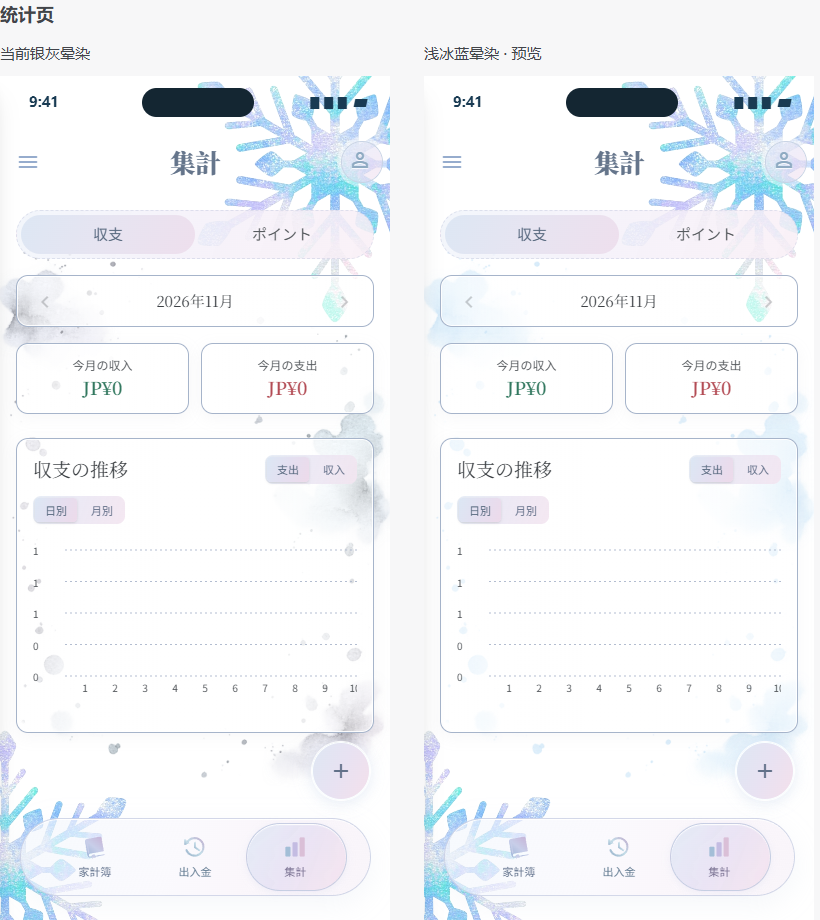 统计页
当前银灰晕染
浅冰蓝晕染 · 预览
9:41
集計
収支
ポイント
2026年11月
今月の収入
JP¥0
今月の支出
JP¥0
収支の推移
支出
収入
日別
月別
1
1
1
0
0
1 2 3 4 5 6 7 8 9
+
家計簿
出入金
集計
9:41
集計
収支
ポイント
2026年11月
今月の収入
JP¥0
今月の支出
JP¥0
収支の推移
支出
収入
日別
月別
1
1
1
0
0
1 2 3 4 5 6 7 8 9
+
家計簿
出入金
集計